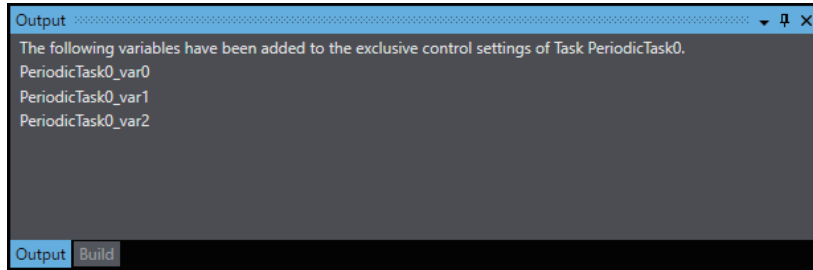 Output
The following variables have been added to the exclusive control settings of Task PeriodicTask0.
PeriodicTask0_var0
PeriodicTask0_var1
PeriodicTask0_var2
Output Build